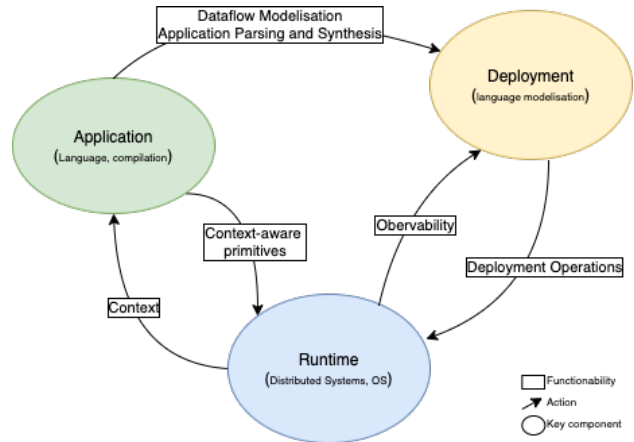 Dataflow Modelisation
Application Parsing and Synthesis
Deployment
(language modelisation)
Application
(Language, compilation)
Context-aware
primitives
Obervability
Deployment Operations
Context
Runtime
(Distributed Systems, OS)
Functionability
Action
Key component